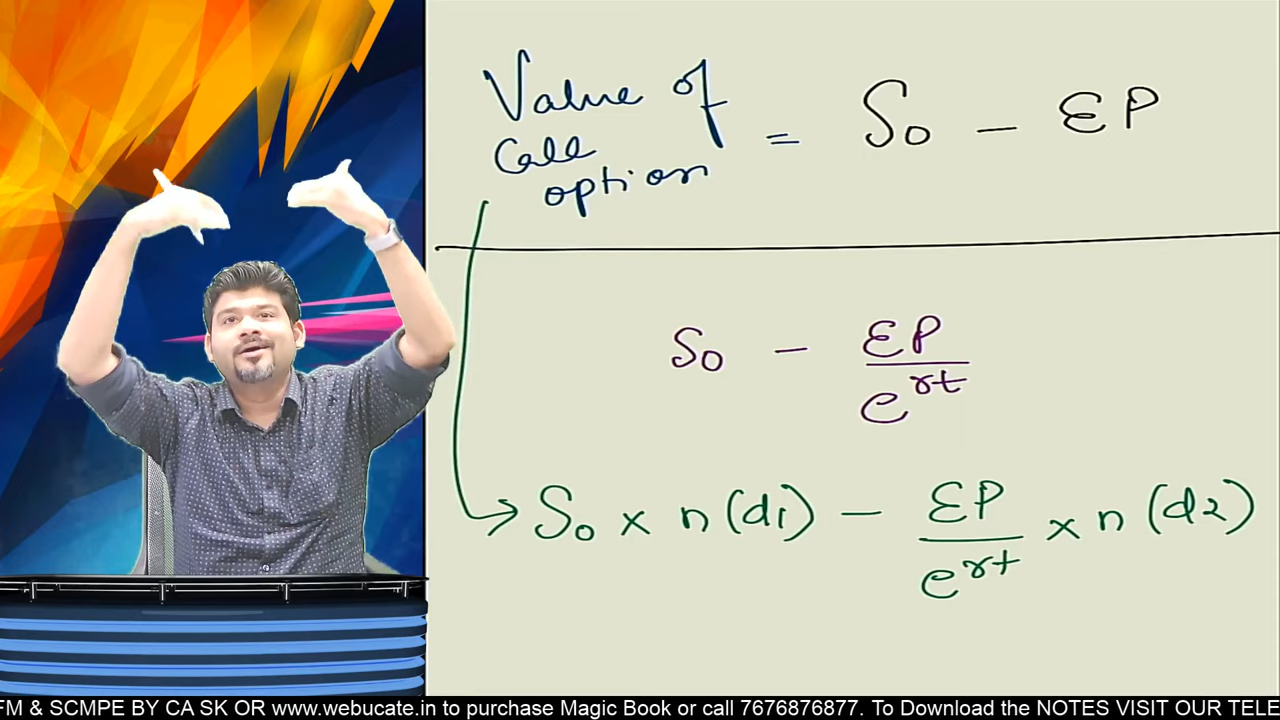 Value of
Call
option = S₀ - EP
S₀ - EP/e^rt
S₀ × n(d1) - EP/e^rt × n(d2)
FM & SCMPE BY CA SK OR www.webucate.in to purchase Magic Book or call 7676876877. To Download the NOTES VISIT OUR TELE